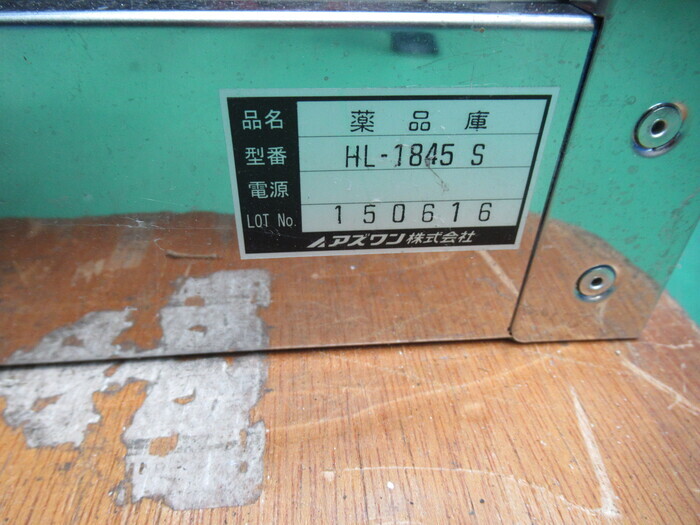 品名 薬品庫
型番 HL-1845 S
電源
LOT No. 150616
アズワン株式会社